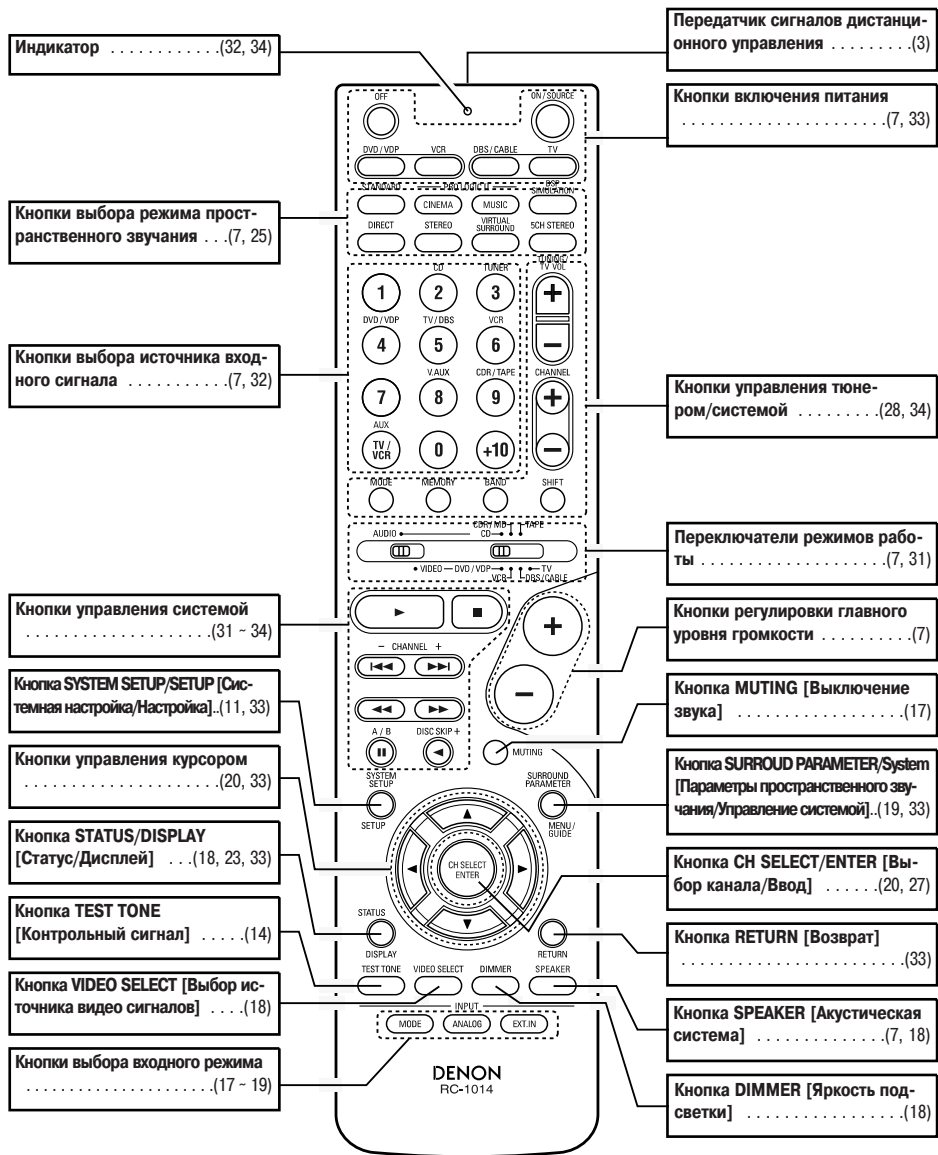 Индикатор . . . . . . . . . . . .(32, 34)
Кнопки выбора режима прост-
ранственного звучания . . .(7, 25)
Кнопки выбора источника вход-
ного сигнала . . . . . . . . . . .(7, 32)
Кнопки управления системой
. . . . . . . . . . . . . . . . . . . .(31 ~ 34)
Кнопка SYSTEM SETUP/SETUP [Сис-
темная настройка/Настройка]..(11, 33)
Кнопки управления курсором
. . . . . . . . . . . . . . . . . . . .(20, 33)
Кнопка STATUS/DISPLAY
[Статус/Дисплей] . . .(18, 23, 33)
Кнопка TEST TONE
[Контрольный сигнал] . . . . .(14)
Кнопка VIDEO SELECT [Выбор ис-
точника видео сигналов] . . . .(18)
Кнопки выбора входного режима
. . . . . . . . . . . . . . . . . . . . .(17 ~ 19)
OFF
ON / SOURCE
DVD / VDP VCR DBS / CABLE TV
STANDARD PRO LOGIC II DSP SIMULATION
CINEMA MUSIC
DIRECT STEREO VIRTUAL SURROUND 5CH STEREO
CD TUNER TUNING / TV VOL
1 2 3 +
DVD / VDP TV / DBS VCR
4 5 6 −
V.AUX CDR / TAPE CHANNEL
7 8 9 +
AUX
TV / VCR 0 +10 −
MODE MEMORY BAND SHIFT
CDR / MD TAPE
AUDIO CD
VIDEO DVD / VDP TV
VCR DBS / CABLE
+
− CHANNEL +
−
A / B DISC SKIP +
MUTING
SYSTEM SETUP
SURROUND PARAMETER
SETUP
MENU / GUIDE
CH SELECT
ENTER
STATUS
DISPLAY
RETURN
TEST TONE VIDEO SELECT DIMMER SPEAKER
INPUT
MODE ANALOG EXT.IN
DENON
RC-1014
Передатчик сигналов дистанци-
онного управления . . . . . . . . .(3)
Кнопки включения питания
. . . . . . . . . . . . . . . . . . . . . .(7, 33)
Кнопки управления тюне-
ром/системой . . . . . . . . .(28, 34)
Переключатели режимов рабо-
ты . . . . . . . . . . . . . . . . . . .(7, 31)
Кнопки регулировки главного
уровня громкости . . . . . . . . . .(7)
Кнопка MUTING [Выключение
звука] . . . . . . . . . . . . . . . . .(17)
Кнопка SURROUD PARAMETER/System
[Параметры пространственного зву-
чания/Управление системой]..(19, 33)
Кнопка CH SELECT/ENTER [Вы-
бор канала/Ввод] . . . . . .(20, 27)
Кнопка RETURN [Возврат]
. . . . . . . . . . . . . . . . . . . . . . . .(33)
Кнопка SPEAKER [Акустическая
система] . . . . . . . . . . . . . .(7, 18)
Кнопка DIMMER [Яркость под-
светки] . . . . . . . . . . . . . . . . .(18)